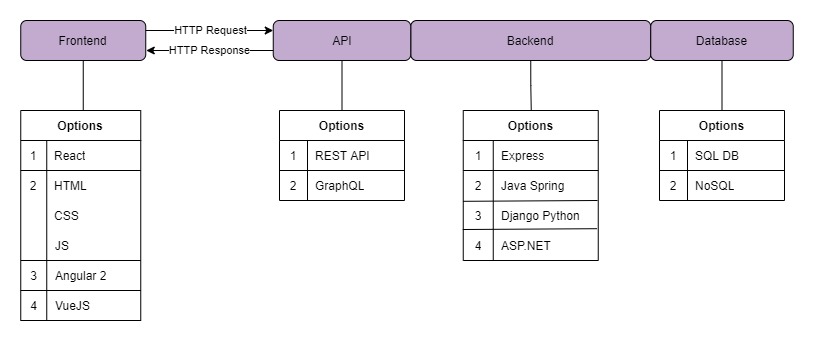 Frontend
HTTP Request
HTTP Response
API
Backend
Database
Options
1 React
2 HTML
CSS
JS
3 Angular 2
4 VueJS
Options
1 REST API
2 GraphQL
Options
1 Express
2 Java Spring
3 Django Python
4 ASP.NET
Options
1 SQL DB
2 NoSQL